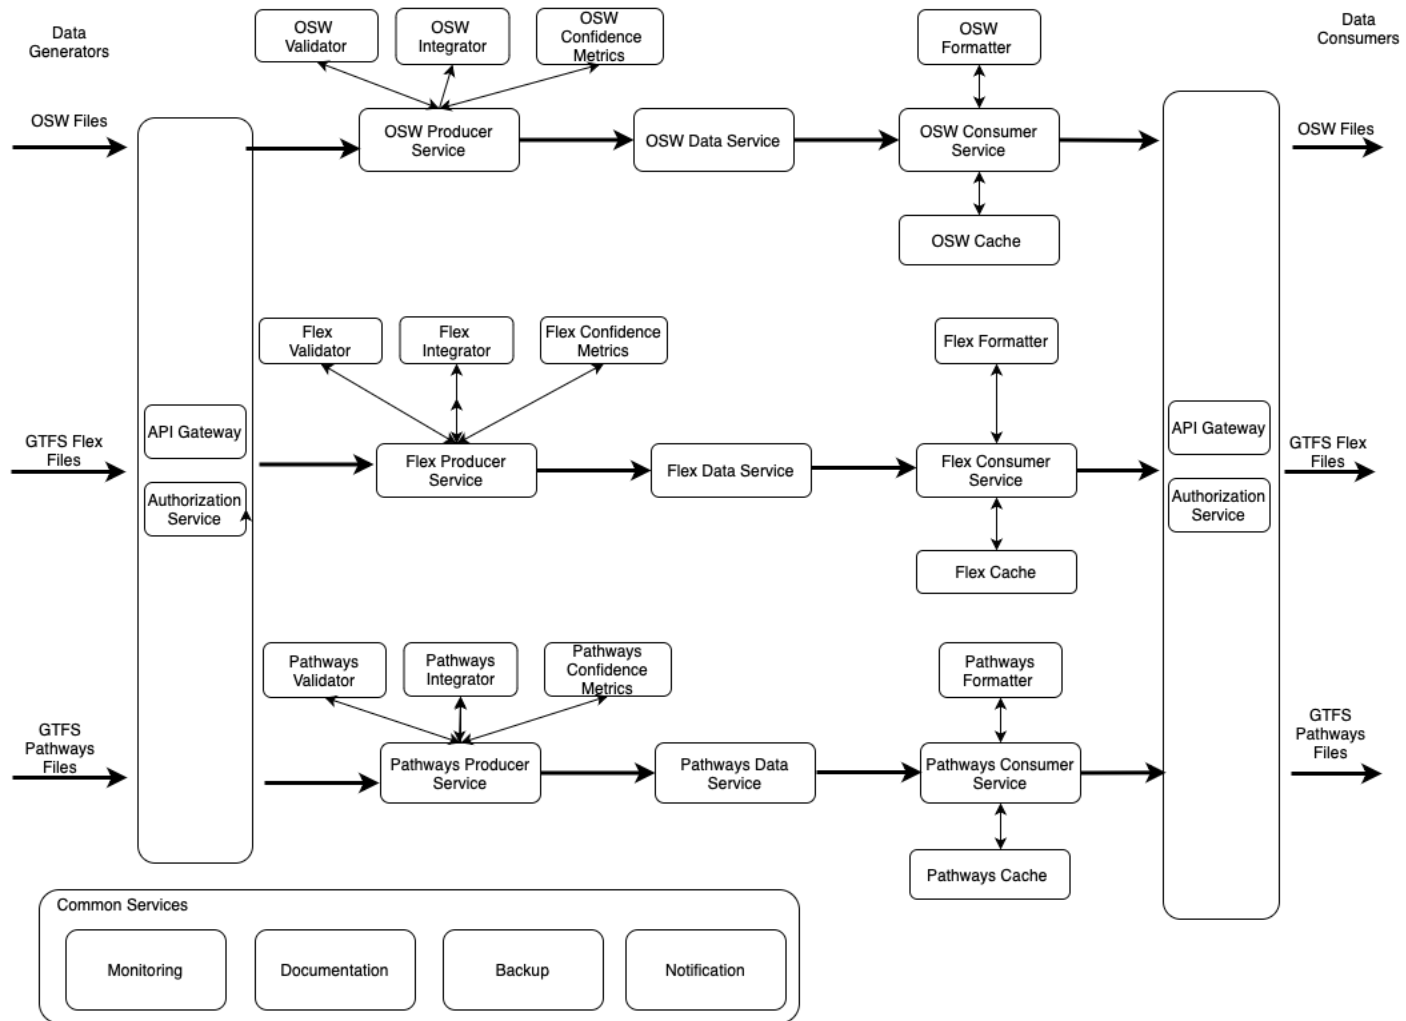 Data
Generators
OSW
Validator
OSW
Integrator
OSW
Confidence
Metrics
OSW
Formatter
Data
Consumers
OSW Files
OSW Producer
Service
OSW Data Service
OSW Consumer
Service
OSW Files
OSW Cache
Flex
Validator
Flex
Integrator
Flex Confidence
Metrics
Flex Formatter
API Gateway
API Gateway
GTFS Flex
Files
Flex Producer
Service
Flex Data Service
Flex Consumer
Service
GTFS Flex
Files
Authorization
Service
Authorization
Service
Flex Cache
Pathways
Validator
Pathways
Integrator
Pathways
Confidence
Metrics
Pathways
Formatter
GTFS
Pathways
Files
Pathways Producer
Service
Pathways Data
Service
Pathways Consumer
Service
GTFS
Pathways
Files
Pathways Cache
Common Services
Monitoring
Documentation
Backup
Notification